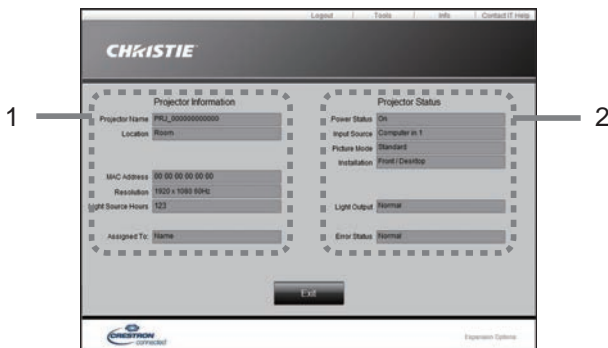 Logout Tools Info Contact IT Help
CHRISTIE
1
2
Projector Information
Projector Name PRJ_000000000000
Location Room
MAC Address 00:00:00:00:00:00
Resolution 1920 x 1080 60Hz
Light Source Hours 123
Assigned To: Name
Projector Status
Power Status On
Input Source Computer in 1
Picture Mode Standard
Installation Front / Desktop
Light Output Normal
Error Status Normal
Exit
CRESTRON
connected
Expansion Options